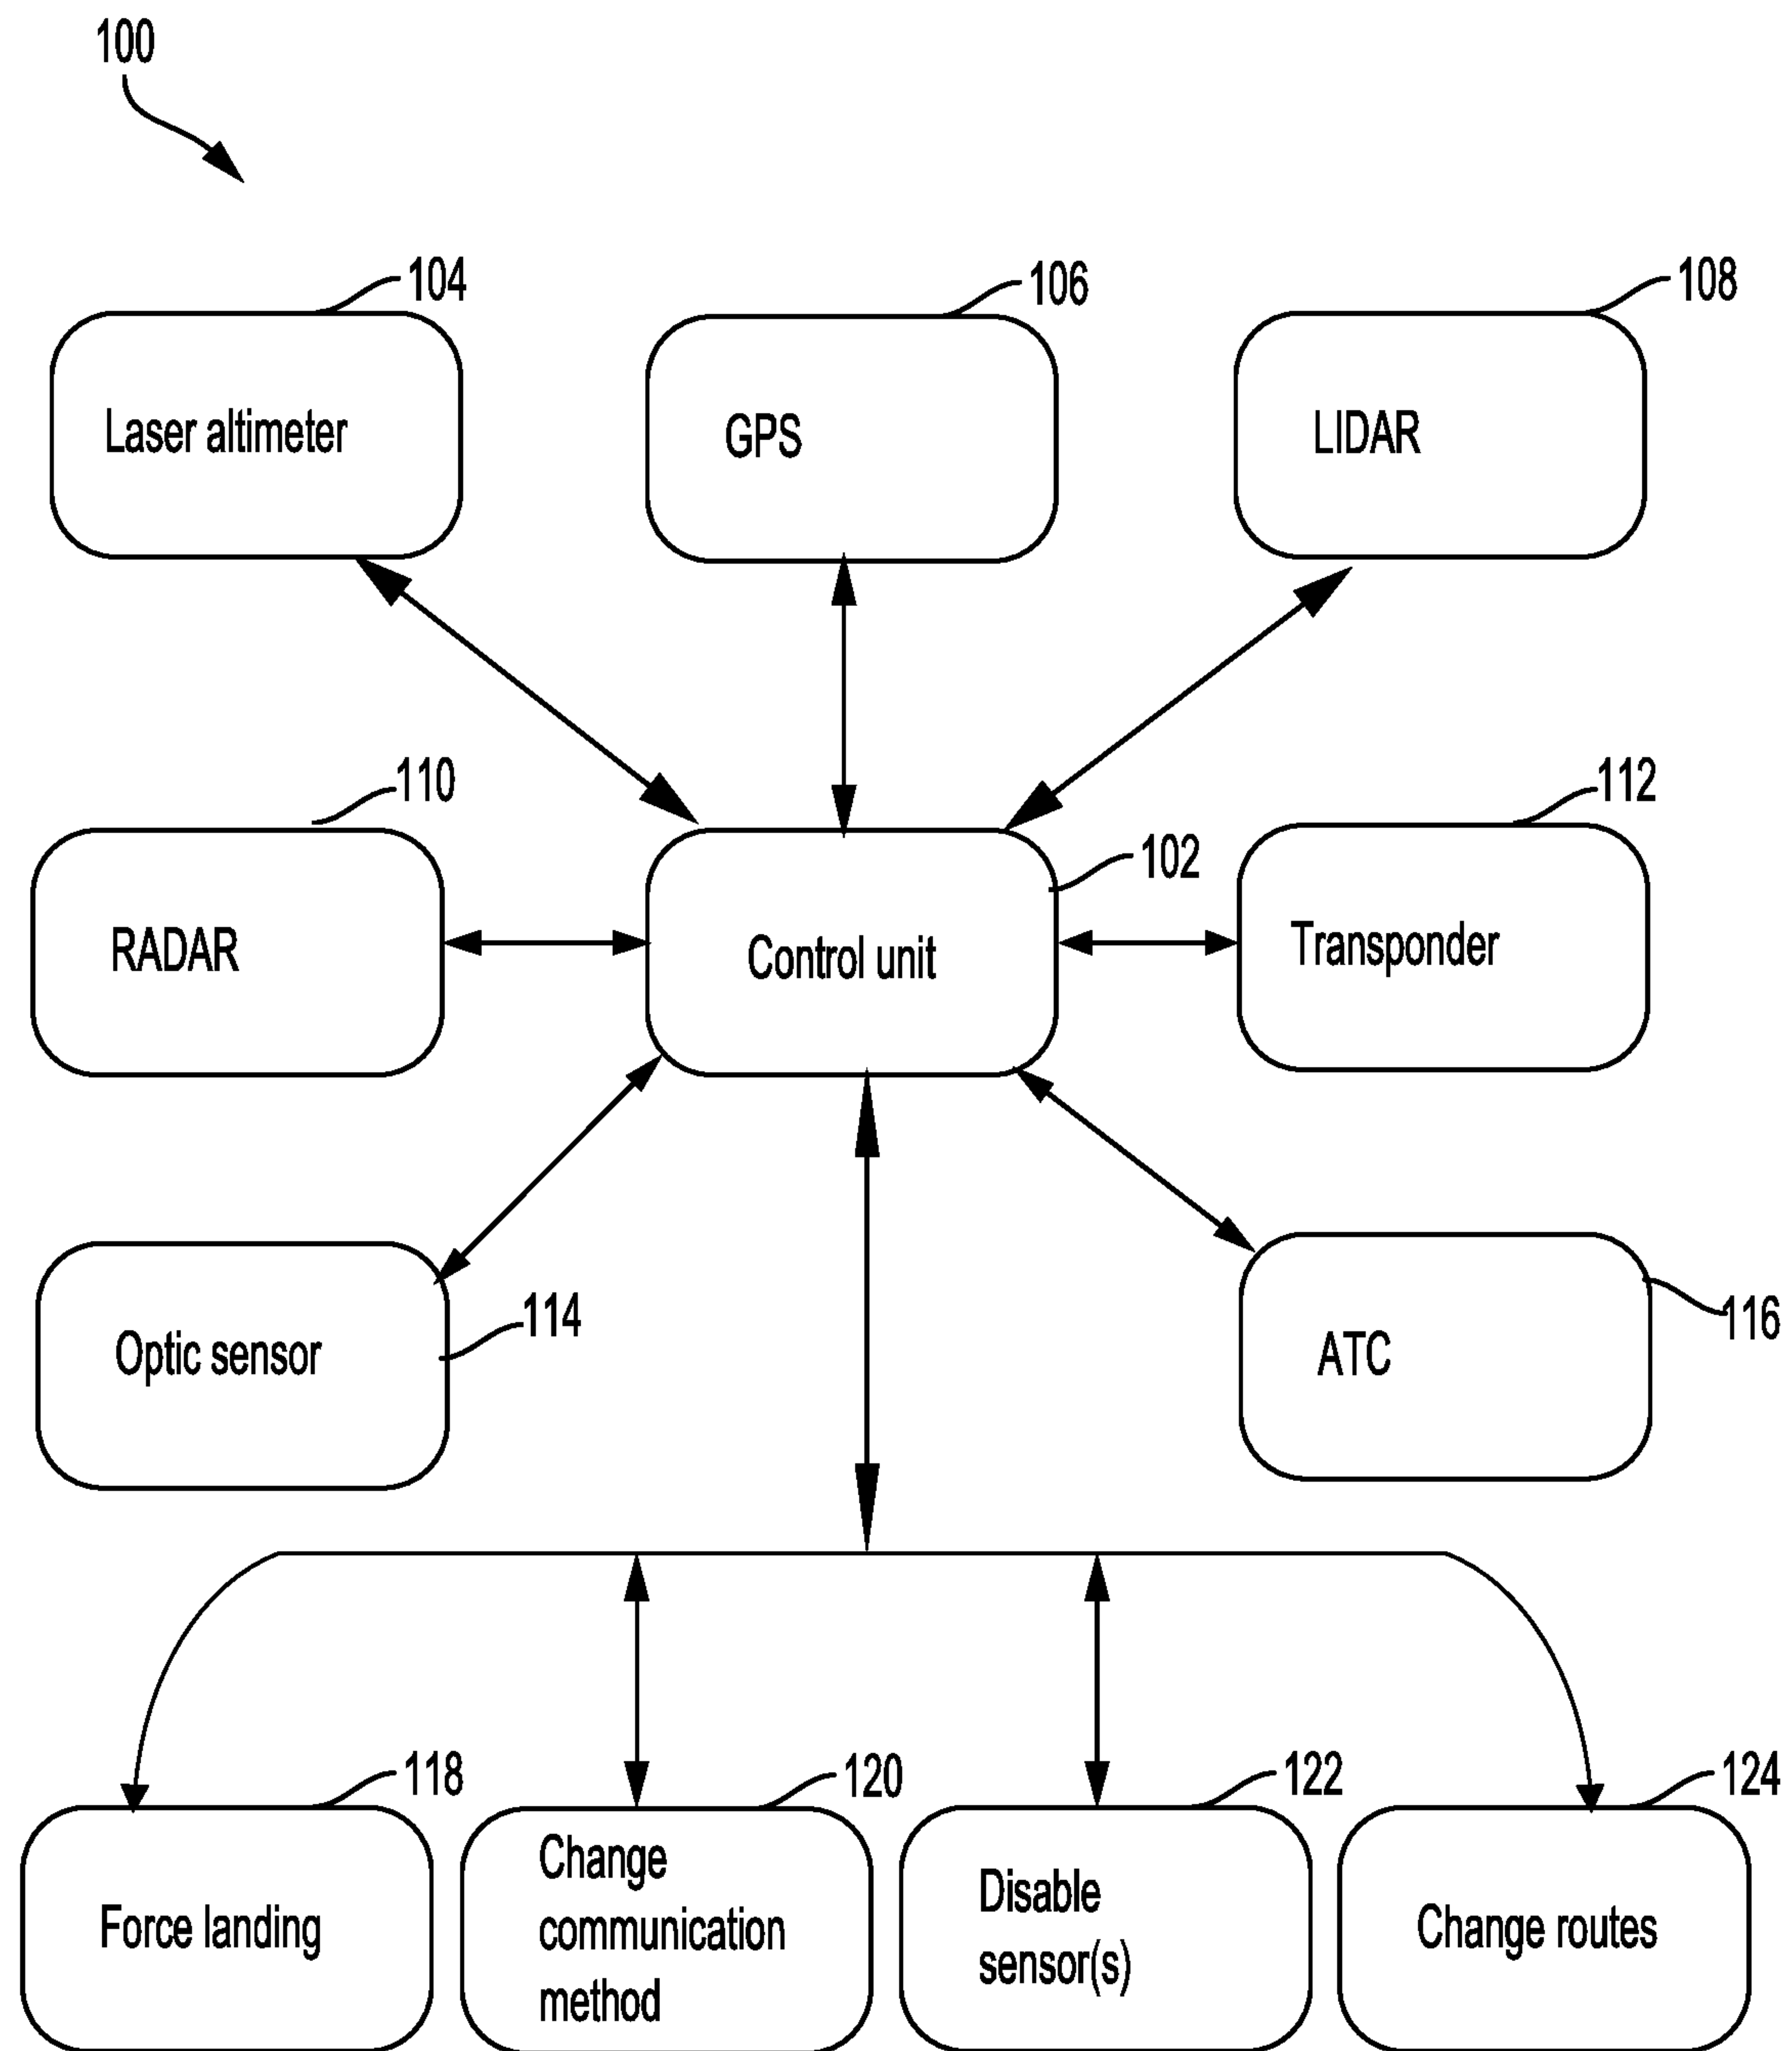 100
104
106
108
Laser altimeter
GPS
LIDAR
110
112
102
RADAR
Control unit
Transponder
114
116
Optic sensor
ATC
118
120
122
124
Force landing
Change
communication
method
Disable
sensor(s)
Change routes